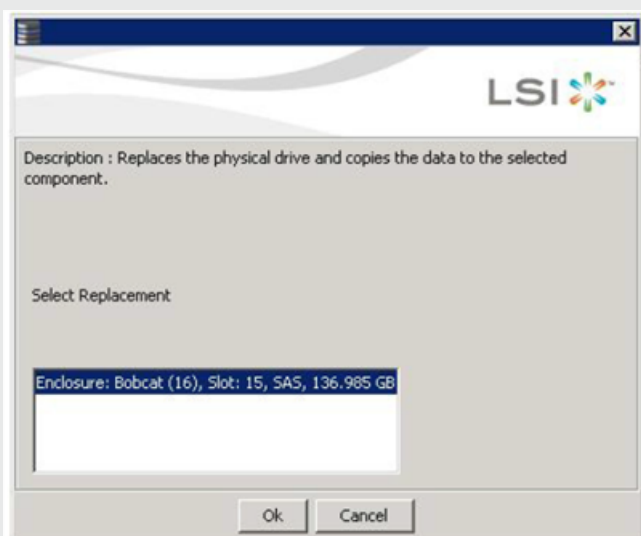 LSI
Description : Replaces the physical drive and copies the data to the selected
component.
Select Replacement
Enclosure: Bobcat (16), Slot: 15, SAS, 136.985 GB
Ok
Cancel